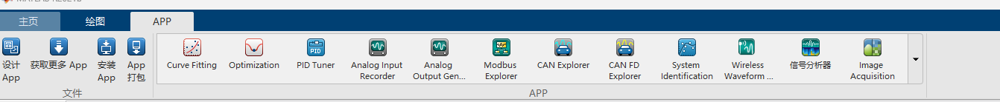 主页 绘图 APP
设计 App
获取更多 App
安装 App
App 打包
Curve Fitting
Optimization
PID
PID Tuner
Analog Input Recorder
Analog Output Gen...
Modbus Explorer
CAN Explorer
CAN FD Explorer
System Identification
Wireless Waveform ...
信号分析器
Image Acquisition
文件
APP